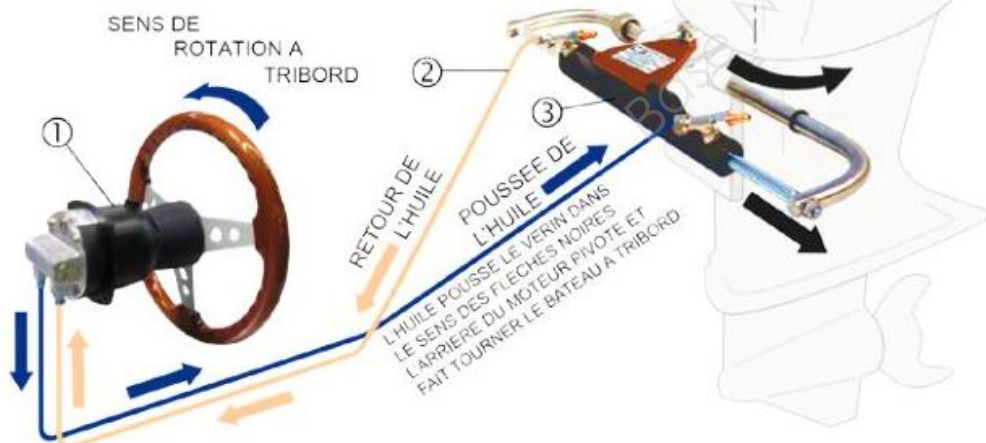 SENS DE
ROTATION A
TRIBORD
①
②
③
RETOUR DE
L'HUILE
POUSSEE DE
L'HUILE
L'HUILE POUSSE LE VERIN DANS
LE SENS DES FLECHES NOIRES
L'ARRIERE DU MOTEUR PIVOTE ET
FAIT TOURNER LE BATEAU A TRIBORD